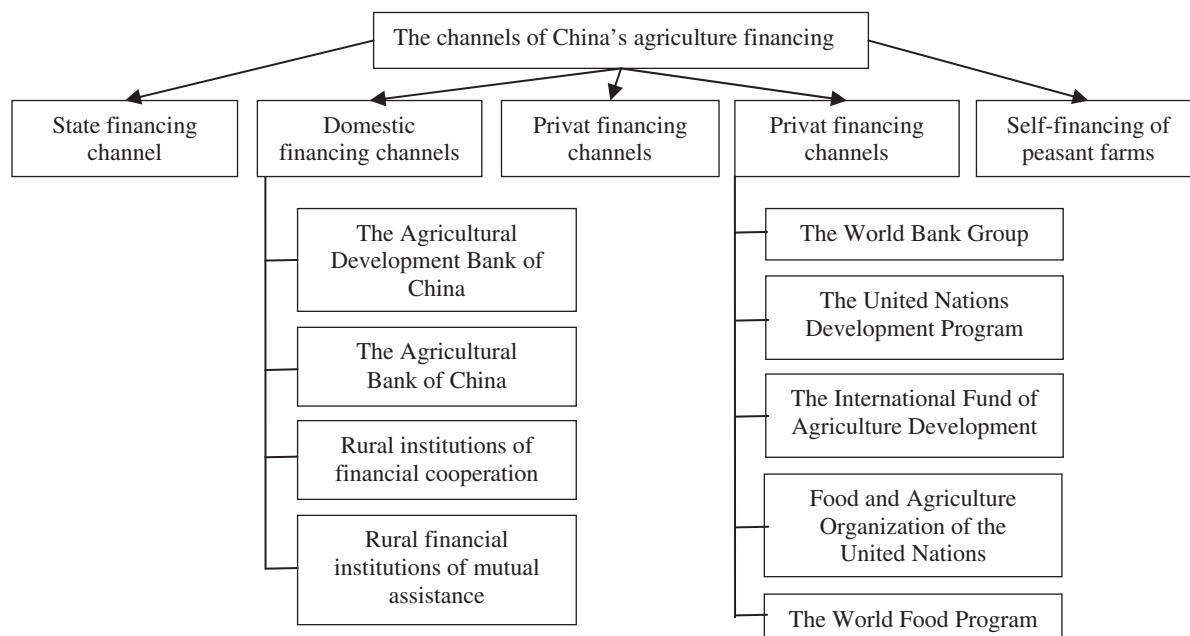 The channels of China's agriculture financing
State financing
channel
Domestic
financing channels
Privat financing
channels
Privat financing
channels
Self-financing of
peasant farms
The Agricultural
Development Bank of
China
The Agricultural
Bank of China
Rural institutions of
financial cooperation
Rural financial
institutions of mutual
assistance
The World Bank Group
The United Nations
Development Program
The International Fund of
Agriculture Development
Food and Agriculture
Organization of the
United Nations
The World Food Program